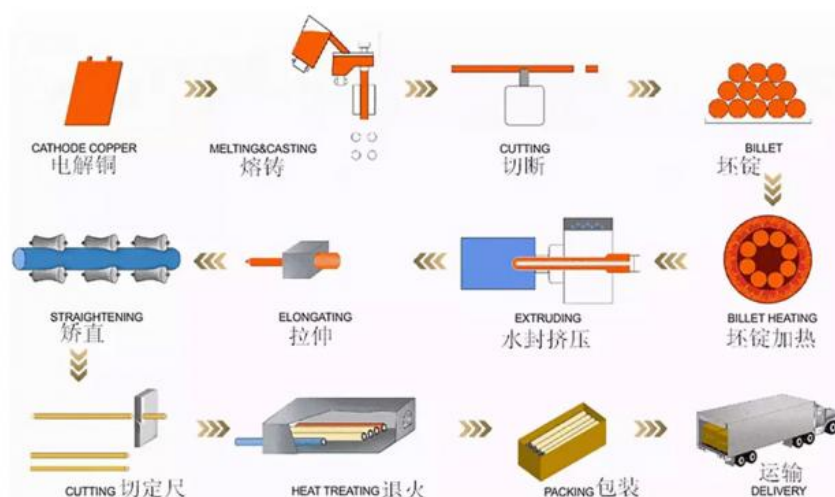 CATHODE COPPER
电解铜
MELTING&CASTING
熔铸
CUTTING
切断
BILLET
坯锭
STRAIGHTENING
矫直
ELONGATING
拉伸
EXTRUDING
水封挤压
BILLET HEATING
坯锭加热
CUTTING 切定尺
HEAT TREATING 退火
PACKING 包装
运输
DELIVERY